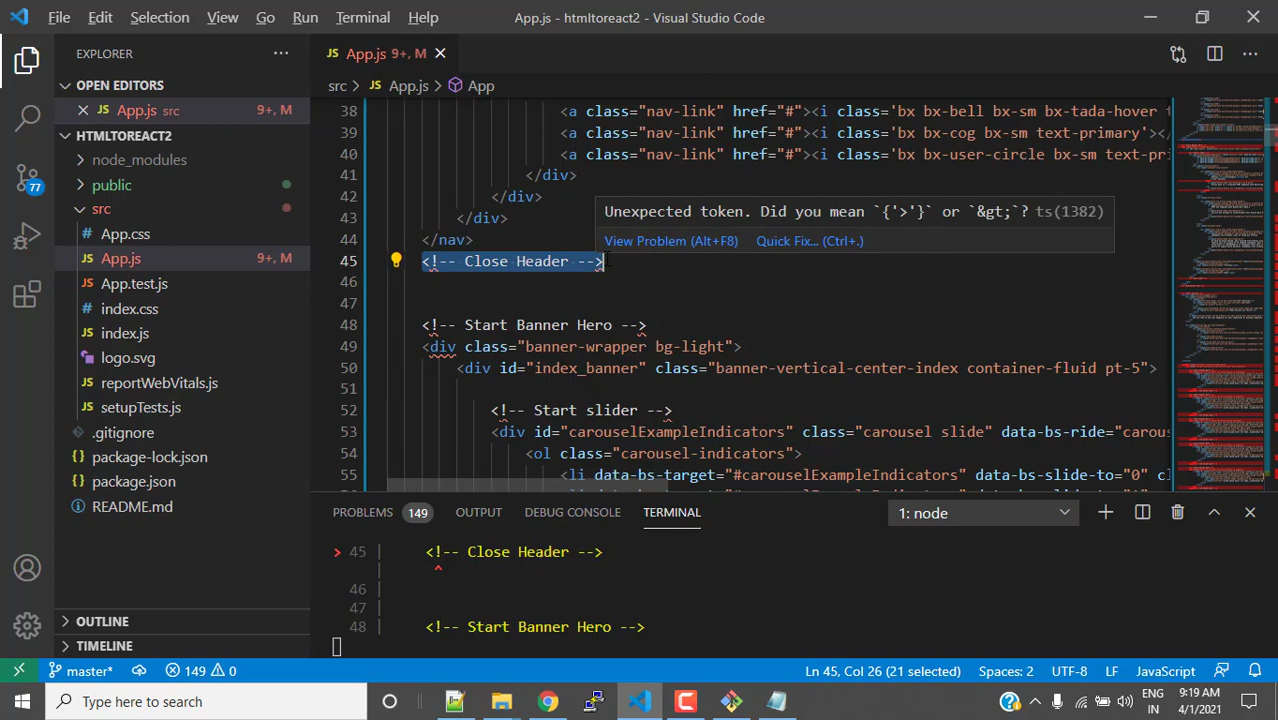 File Edit Selection View Go Run Terminal Help App.js - htmltoreact2 - Visual Studio Code
EXPLORER
OPEN EDITORS
App.js src 9+, M
HTMLTOREACT2
node_modules
public
src
App.css
App.js 9+, M
App.test.js
index.css
index.js
logo.svg
reportWebVitals.js
setupTests.js
.gitignore
package-lock.json
package.json
README.md
OUTLINE
TIMELINE
77
App.js 9+, M
src > App.js > App
38 <a class="nav-link" href="#"><i class='bx bx-bell bx-sm bx-tada-hover t
39 <a class="nav-link" href="#"><i class='bx bx-cog bx-sm text-primary'></
40 <a class="nav-link" href="#"><i class='bx bx-user-circle bx-sm text-pri
41 </div>
42 </div>
43 </div>
44 </nav>
Unexpected token. Did you mean `{'>'}` or `&gt;`? ts(1382)
View Problem (Alt+F8) Quick Fix... (Ctrl+.)
45 <!-- Close Header -->
46
47
48 <!-- Start Banner Hero -->
49 <div class="banner-wrapper bg-light">
50 <div id="index_banner" class="banner-vertical-center-index container-fluid pt-5">
51
52 <!-- Start slider -->
53 <div id="carouselExampleIndicators" class="carousel slide" data-bs-ride="carou
54 <ol class="carousel-indicators">
55 <li data-bs-target="#carouselExampleIndicators" data-bs-slide-to="0" cl
PROBLEMS 149 OUTPUT DEBUG CONSOLE TERMINAL 1: node
> 45 | <!-- Close Header -->
| ^
46 |
47 |
48 | <!-- Start Banner Hero -->
master* 149 0 Ln 45, Col 26 (21 selected) Spaces: 2 UTF-8 LF JavaScript
Type here to search
ENG
IN
9:19 AM
4/1/2021